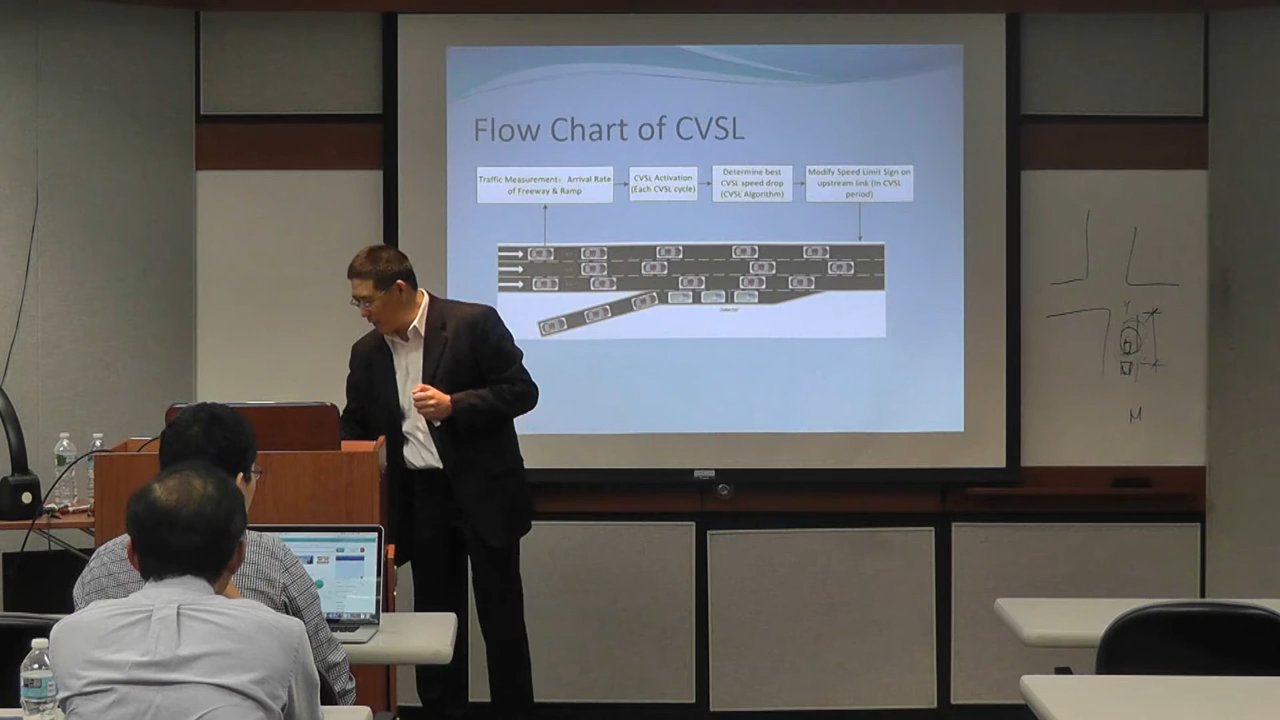 Flow Chart of CVSL
Traffic Measurement: Arrival Rate
of Freeway & Ramp
CVSL Activation
(Each CVSL cycle)
Determine best
CVSL speed drop
(CVSL Algorithm)
Modify Speed Limit Sign on
upstream link (In CVSL
period)
Y
M